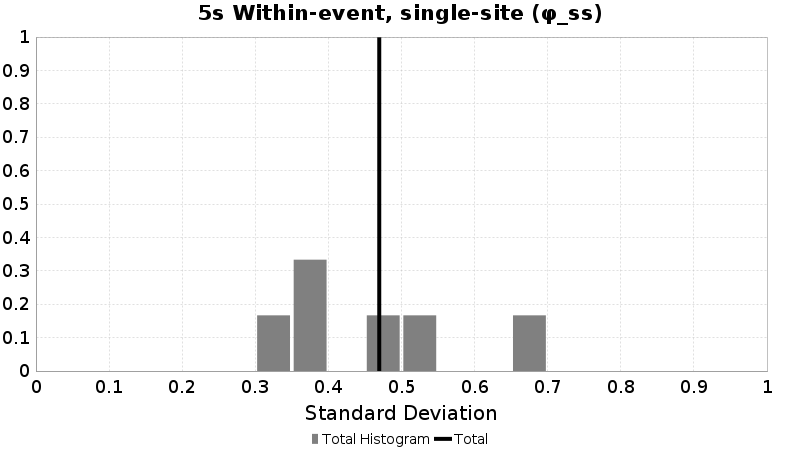 5s Within-event, single-site (φ_ss)
1
0.9
0.8
0.7
0.6
0.5
0.4
0.3
0.2
0.1
0
0 0.1 0.2 0.3 0.4 0.5 0.6 0.7 0.8 0.9 1
Standard Deviation
Total Histogram Total